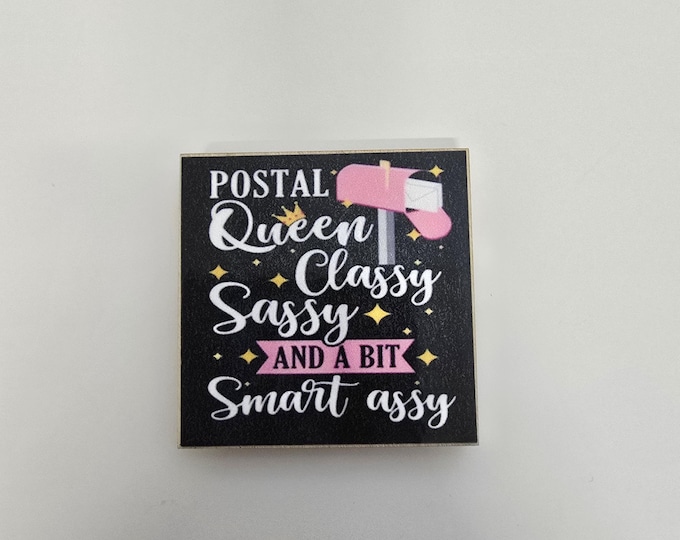 POSTAL
Queen
Classy
Sassy
AND A BIT
Smart assy